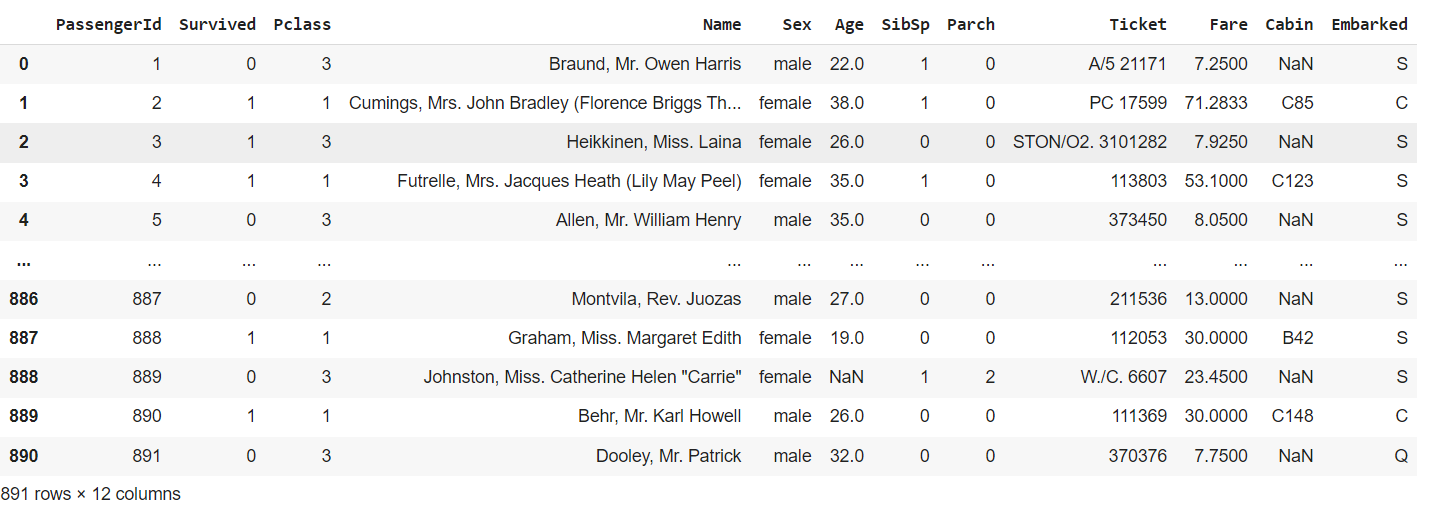 PassengerId Survived Pclass Name Sex Age SibSp Parch Ticket Fare Cabin Embarked
0 1 0 3 Braund, Mr. Owen Harris male 22.0 1 0 A/5 21171 7.2500 NaN S
1 2 1 1 Cumings, Mrs. John Bradley (Florence Briggs Th... female 38.0 1 0 PC 17599 71.2833 C85 C
2 3 1 3 Heikkinen, Miss. Laina female 26.0 0 0 STON/O2. 3101282 7.9250 NaN S
3 4 1 1 Futrelle, Mrs. Jacques Heath (Lily May Peel) female 35.0 1 0 113803 53.1000 C123 S
4 5 0 3 Allen, Mr. William Henry male 35.0 0 0 373450 8.0500 NaN S
... ... ... ... ... ... ... ... ... ... ... ... ...
886 887 0 2 Montvila, Rev. Juozas male 27.0 0 0 211536 13.0000 NaN S
887 888 1 1 Graham, Miss. Margaret Edith female 19.0 0 0 112053 30.0000 B42 S
888 889 0 3 Johnston, Miss. Catherine Helen "Carrie" female NaN 1 2 W./C. 6607 23.4500 NaN S
889 890 1 1 Behr, Mr. Karl Howell male 26.0 0 0 111369 30.0000 C148 C
890 891 0 3 Dooley, Mr. Patrick male 32.0 0 0 370376 7.7500 NaN Q
891 rows × 12 columns